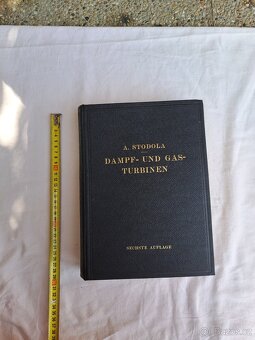 A. STODOLA
DAMPF- UND GAS-
TURBINEN
SECHSTE AUFLAGE